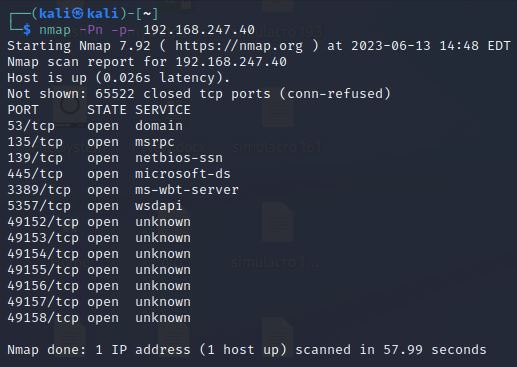 ┌──(kali㉿kali)-[~]
└─$ nmap -Pn -p- 192.168.247.40
Starting Nmap 7.92 ( https://nmap.org ) at 2023-06-13 14:48 EDT
Nmap scan report for 192.168.247.40
Host is up (0.026s latency).
Not shown: 65522 closed tcp ports (conn-refused)
PORT      STATE SERVICE
53/tcp    open  domain
135/tcp   open  msrpc
139/tcp   open  netbios-ssn
445/tcp   open  microsoft-ds
3389/tcp  open  ms-wbt-server
5357/tcp  open  wsdapi
49152/tcp open  unknown
49153/tcp open  unknown
49154/tcp open  unknown
49155/tcp open  unknown
49156/tcp open  unknown
49157/tcp open  unknown
49158/tcp open  unknown
Nmap done: 1 IP address (1 host up) scanned in 57.99 seconds
simulacro 161
simulacro 1...